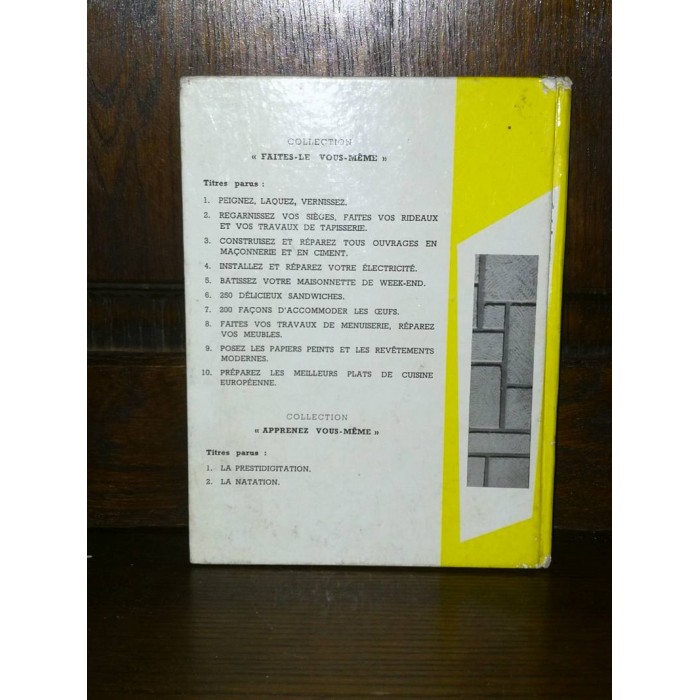 COLLECTION
« FAITES-LE VOUS-MÊME »
Titres parus :
1. PEIGNEZ, LAQUEZ, VERNISSEZ.
2. REGARNISSEZ VOS SIÈGES, FAITES VOS RIDEAUX
ET VOS TRAVAUX DE TAPISSERIE.
3. CONSTRUISEZ ET RÉPAREZ TOUS OUVRAGES EN
MAÇONNERIE ET EN CIMENT.
4. INSTALLEZ ET RÉPAREZ VOTRE ÉLECTRICITÉ.
5. BATISSEZ VOTRE MAISONNETTE DE WEEK-END.
6. 250 DÉLICIEUX SANDWICHES.
7. 200 FAÇONS D'ACCOMMODER LES ŒUFS.
8. FAITES VOS TRAVAUX DE MENUISERIE, RÉPAREZ
VOS MEUBLES.
9. POSEZ LES PAPIERS PEINTS ET LES REVÊTEMENTS
MODERNES.
10. PRÉPAREZ LES MEILLEURS PLATS DE CUISINE
EUROPÉENNE.
COLLECTION
« APPRENEZ VOUS-MÊME »
Titres parus :
1. LA PRESTIDIGITATION.
2. LA NATATION.